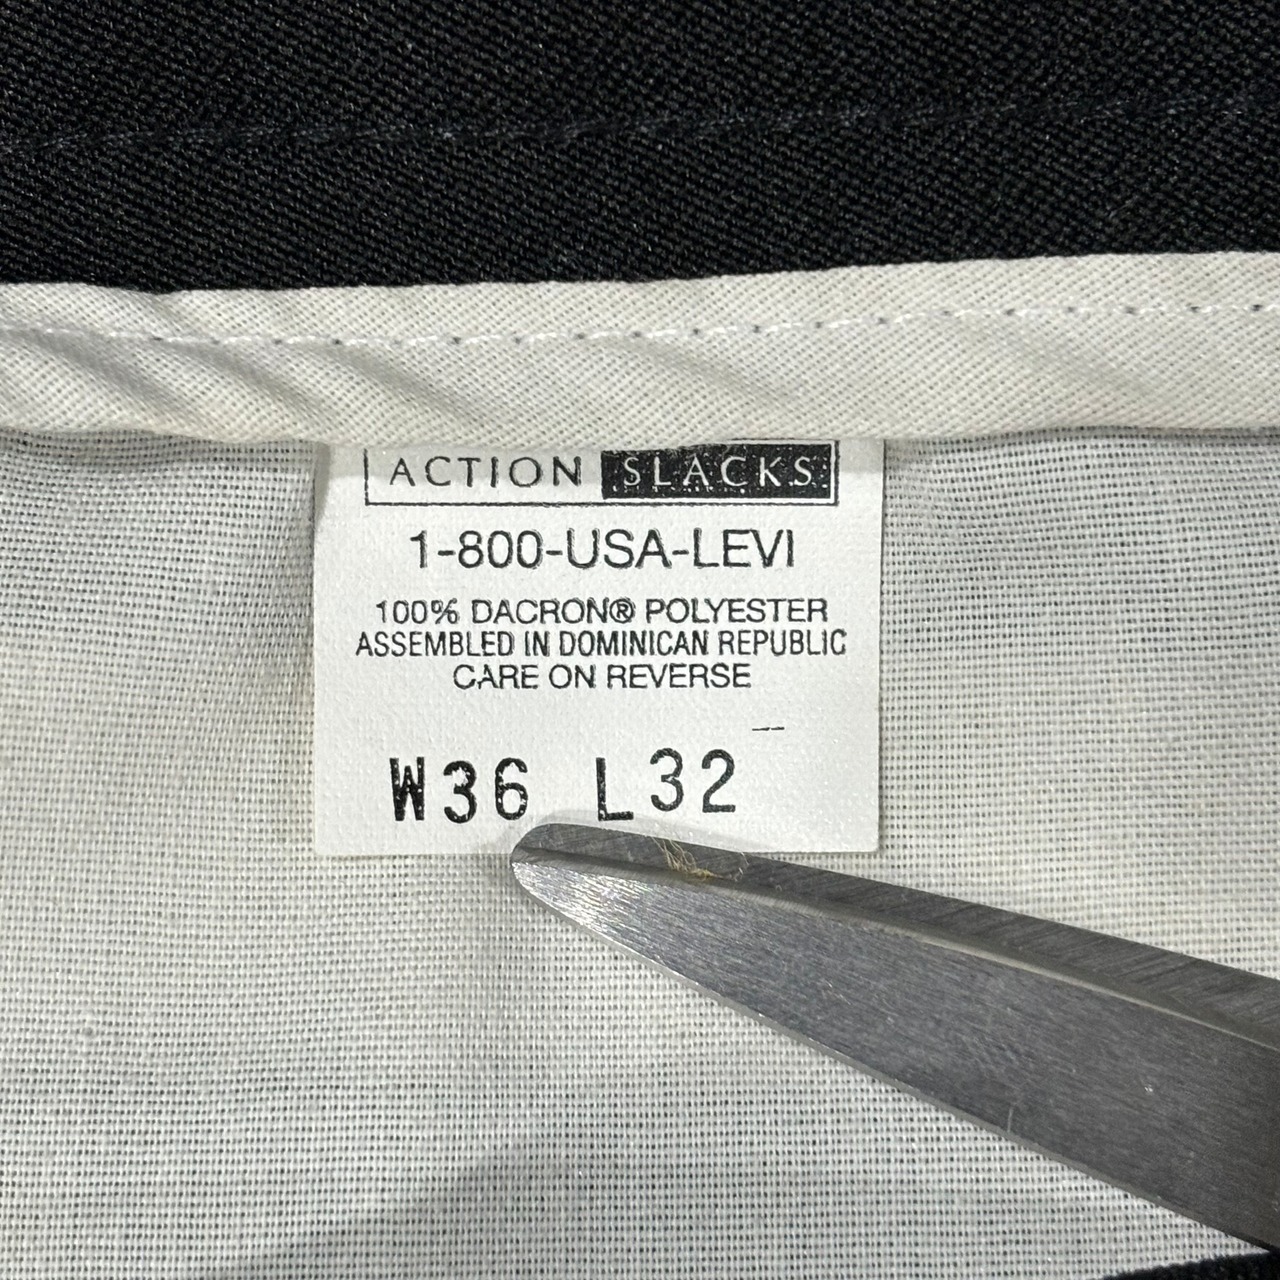 ACTION SLACKS
1-800-USA-LEVI
100% DACRON® POLYESTER
ASSEMBLED IN DOMINICAN REPUBLIC
CARE ON REVERSE
W36 L32